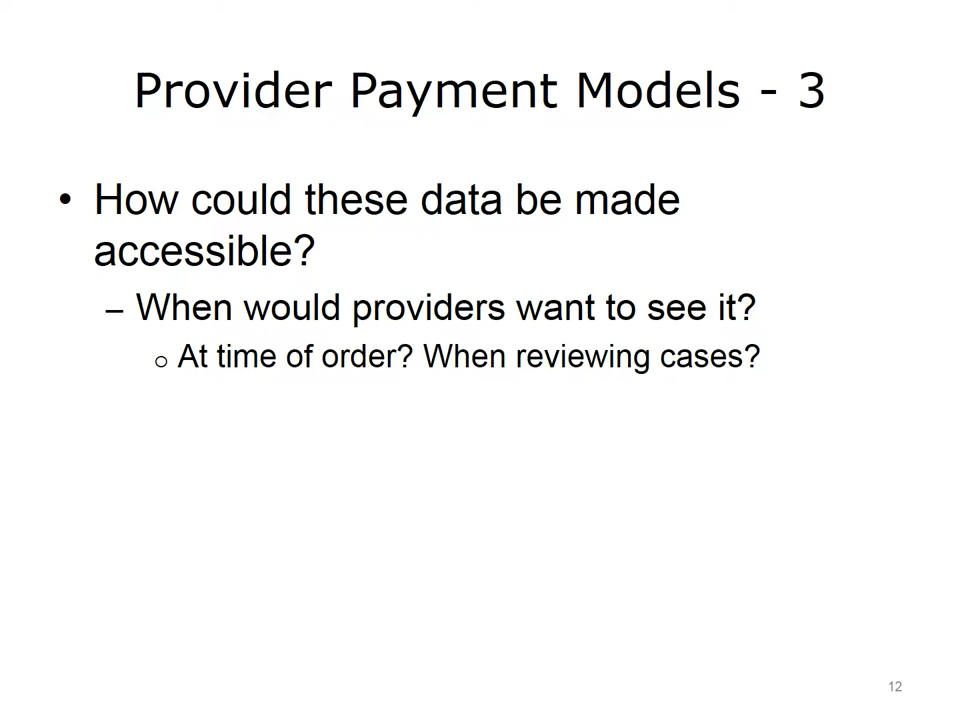 Provider Payment Models - 3
• How could these data be made
accessible?
– When would providers want to see it?
o At time of order? When reviewing cases?
12